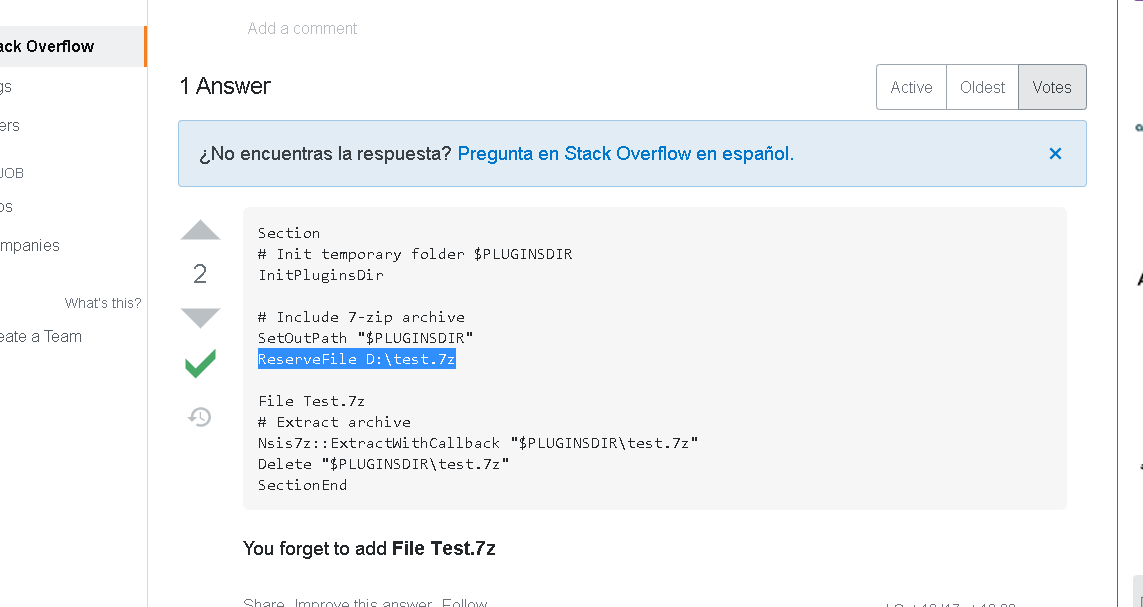 Add a comment
ack Overflow
1 Answer
Active Oldest Votes
gs
ers
¿No encuentras la respuesta? Pregunta en Stack Overflow en español.
JOB
os
mpanies
What's this?
eate a Team
2
Section
# Init temporary folder $PLUGINSDIR
InitPluginsDir
# Include 7-zip archive
SetOutPath "$PLUGINSDIR"
ReserveFile D:\test.7z
File Test.7z
# Extract archive
Nsis7z::ExtractWithCallback "$PLUGINSDIR\test.7z"
Delete "$PLUGINSDIR\test.7z"
SectionEnd
You forget to add File Test.7z
Share Improve this answer Follow